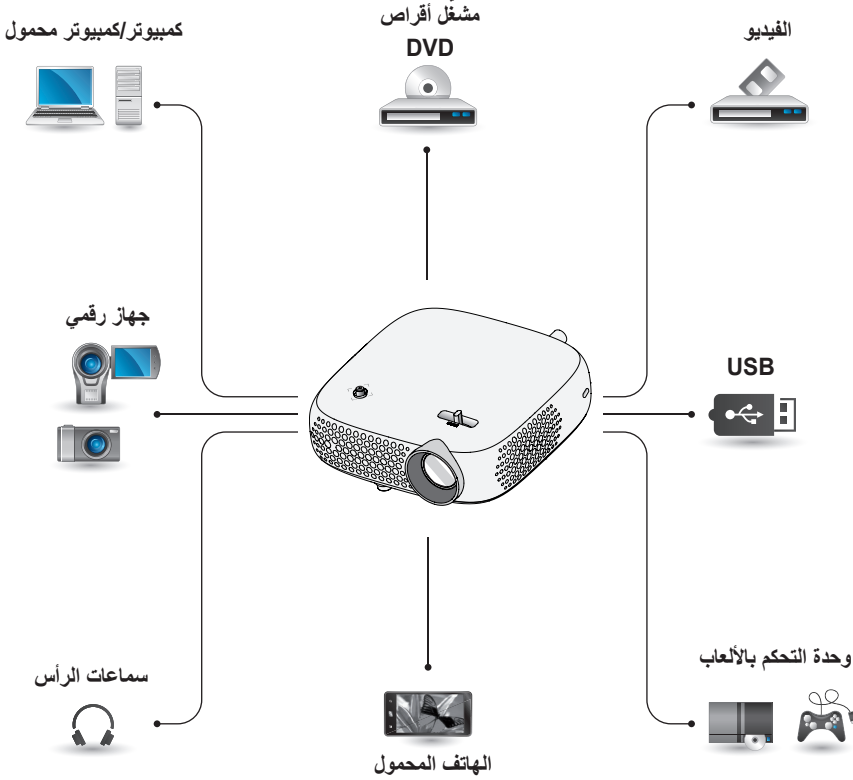 مشغل أقراص
DVD
الفيديو
كمبيوتر/كمبيوتر محمول
جهاز رقمي
USB
وحدة التحكم بالألعاب
سماعات الرأس
الهاتف المحمول